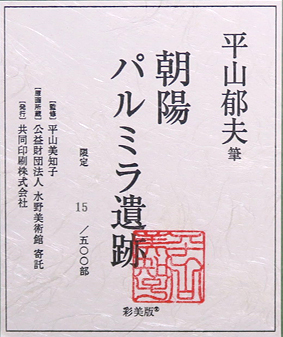 平山郁夫 筆
朝陽
パルミラ遺跡
限定 15 /五〇〇部
［監修］平山美知子
［原画所蔵］公益財団法人 水野美術館 寄託
［発行］共同印刷株式会社
彩美版®